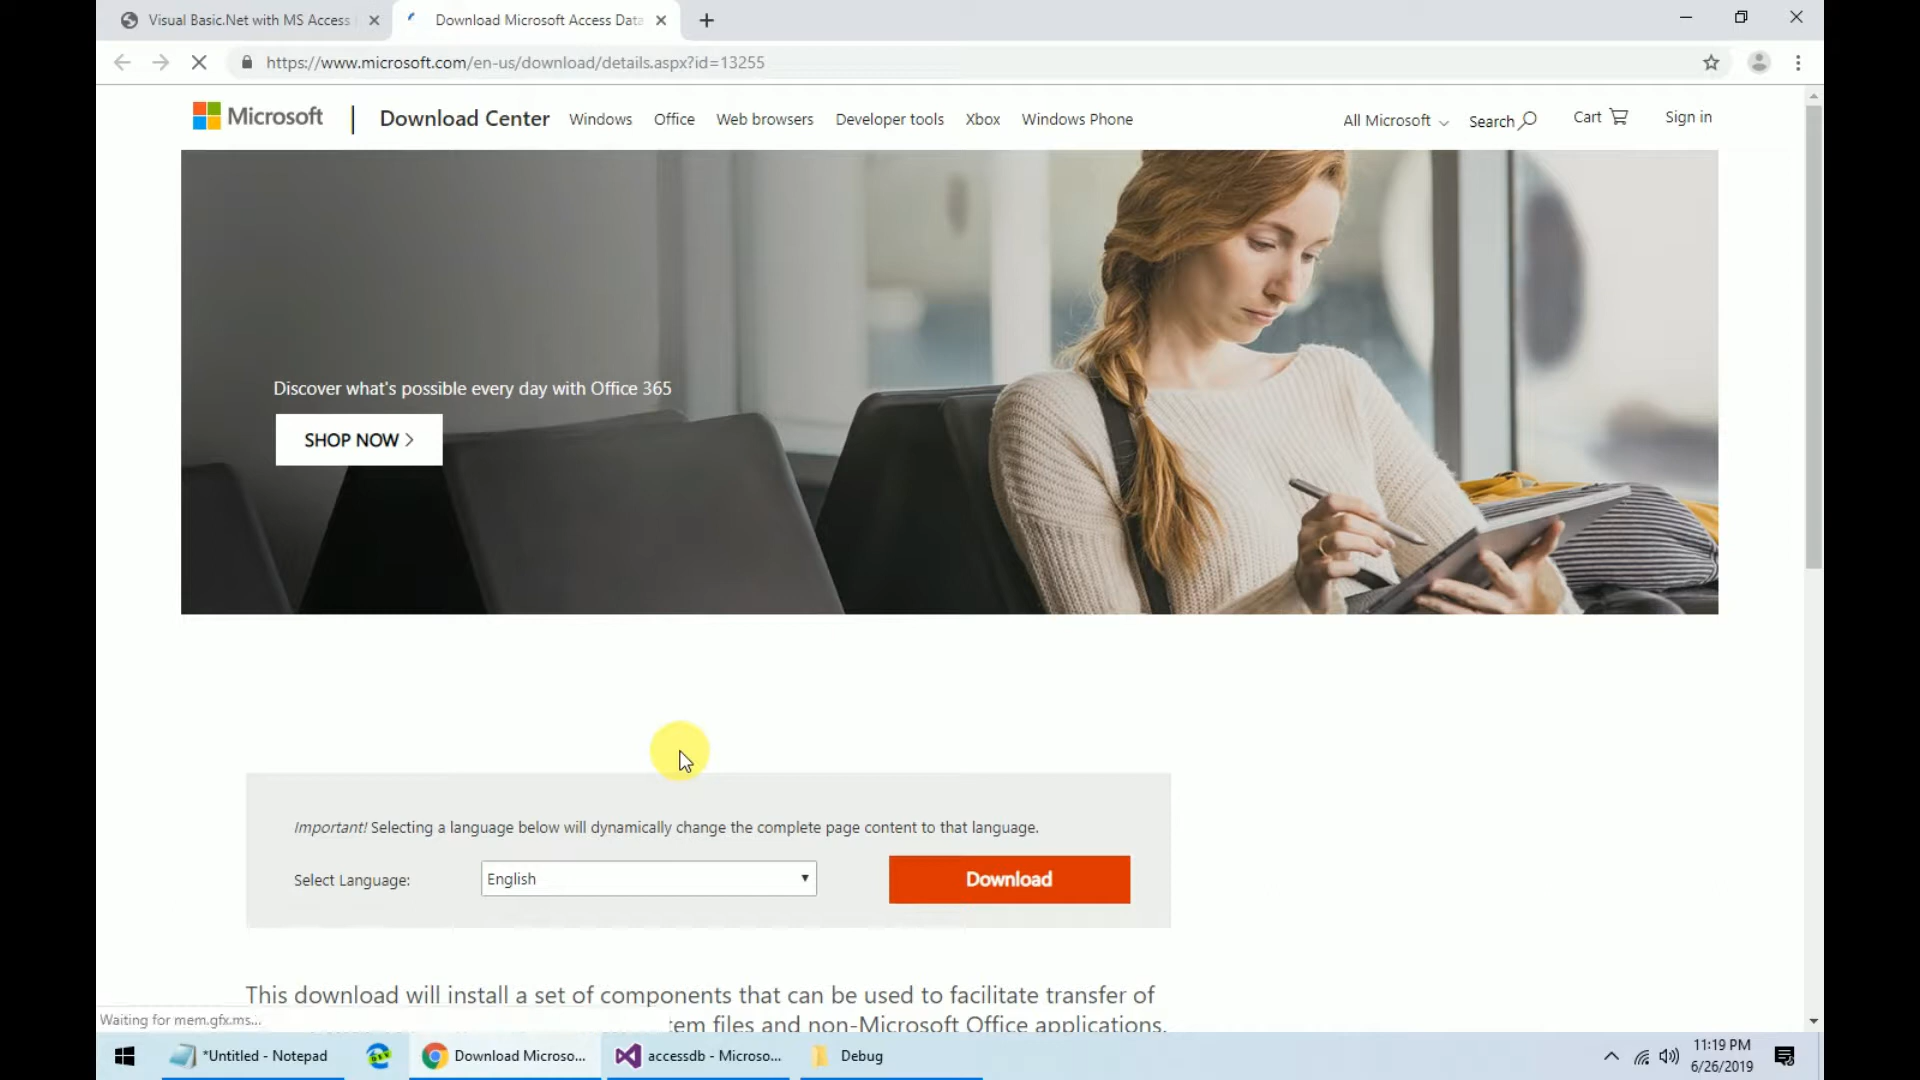 Visual Basic.Net with MS Access
Download Microsoft Access Data
https://www.microsoft.com/en-us/download/details.aspx?id=13255
Microsoft
Download Center
Windows
Office
Web browsers
Developer tools
Xbox
Windows Phone
All Microsoft
Search
Cart
Sign in
Discover what's possible every day with Office 365
SHOP NOW >
Important! Selecting a language below will dynamically change the complete page content to that language.
Select Language:
English
Download
This download will install a set of components that can be used to facilitate transfer of
Waiting for mem.gfx.ms...
tem files and non-Microsoft Office applications.
*Untitled - Notepad
Download Microso...
accessdb - Microso...
Debug
11:19 PM
6/26/2019